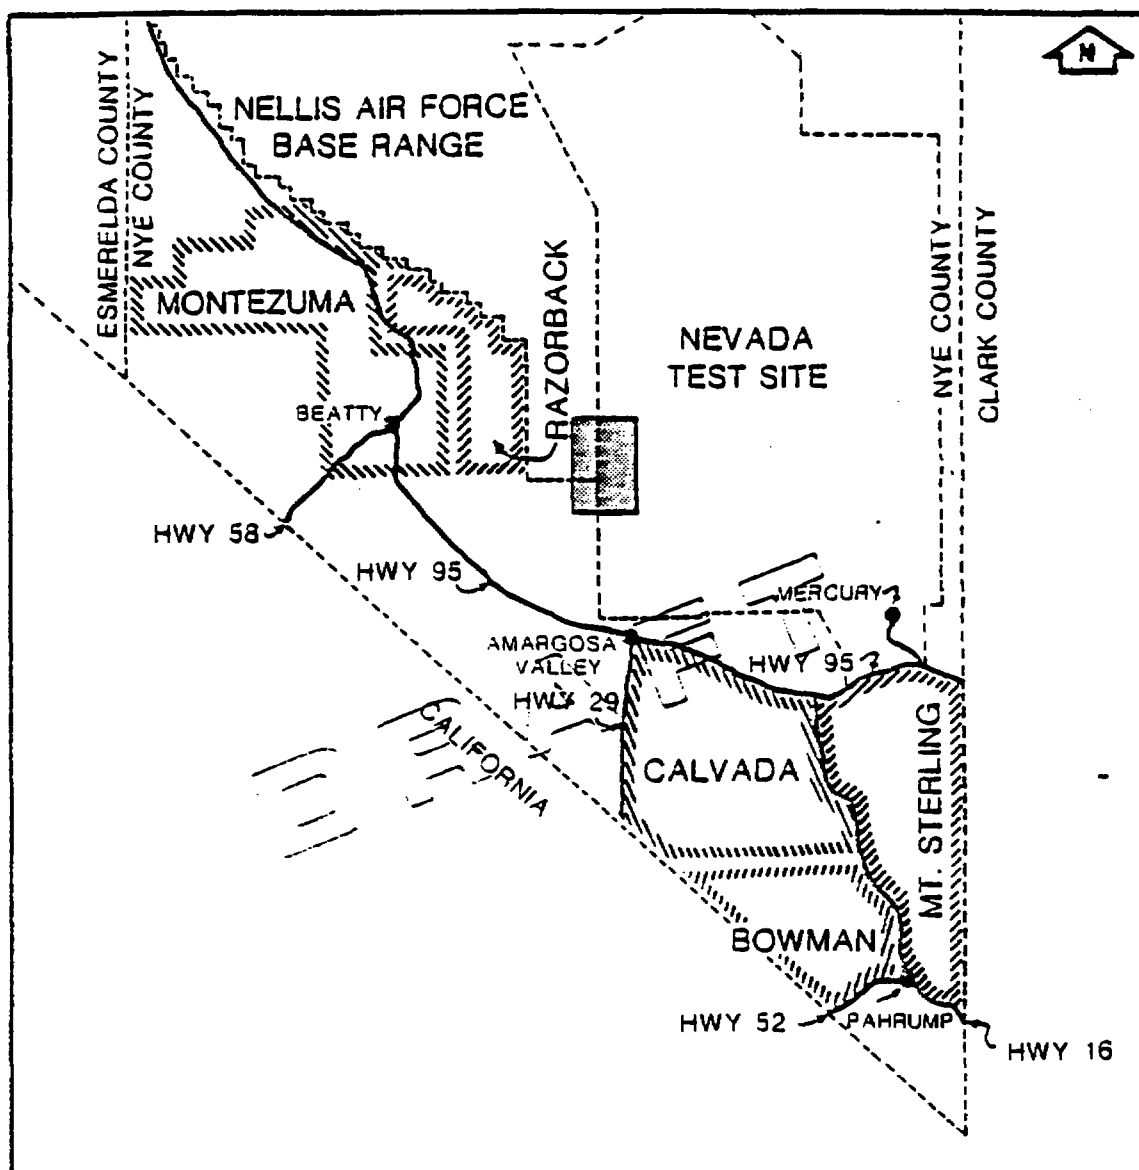 N
NELLIS AIR FORCE
BASE RANGE
ESMERELDA COUNTY
NYE COUNTY
MONTEZUMA
RAZORBACK
NEVADA
TEST SITE
NYE COUNTY
CLARK COUNTY
BEATTY
HWY 58
HWY 95
MERCURY
AMARGOSA
VALLEY
HWY 95
HWY 29
CALIFORNIA
CALVADA
MT. STERLING
BOWMAN
HWY 52
PAHRUMP
HWY 16